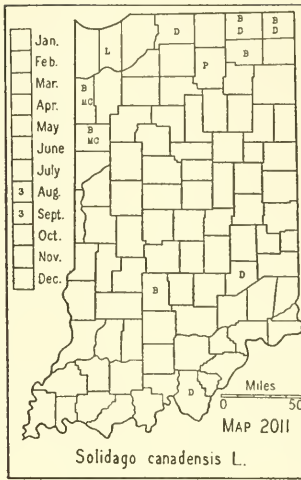 Jan.
Feb.
Mar.
Apr.
May
June
July
3 Aug.
3 Sept.
Oct.
Nov.
Dec.
L
D
B
D
B
D
P
B
B
MC
B
MC
B
D
D
Miles
0 50
MAP 2011
Solidago canadensis L.